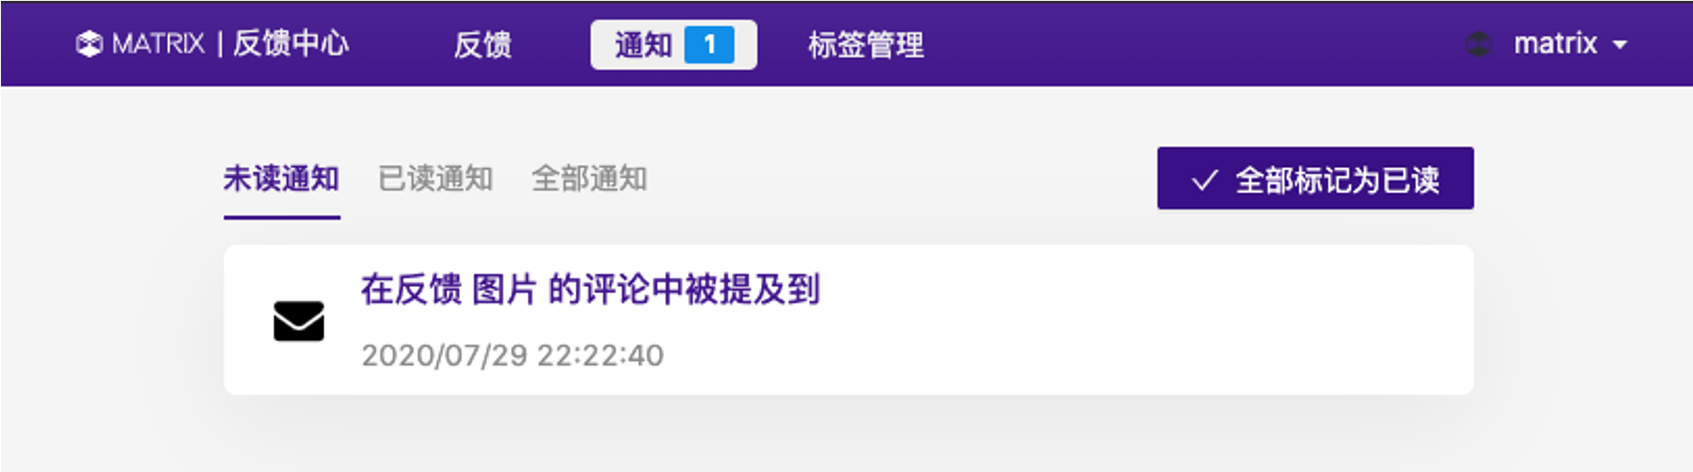 MATRIX | 反馈中心 反馈 通知 1 标签管理 matrix
未读通知 已读通知 全部通知 全部标记为已读
在反馈 图片 的评论中被提及到
2020/07/29 22:22:40